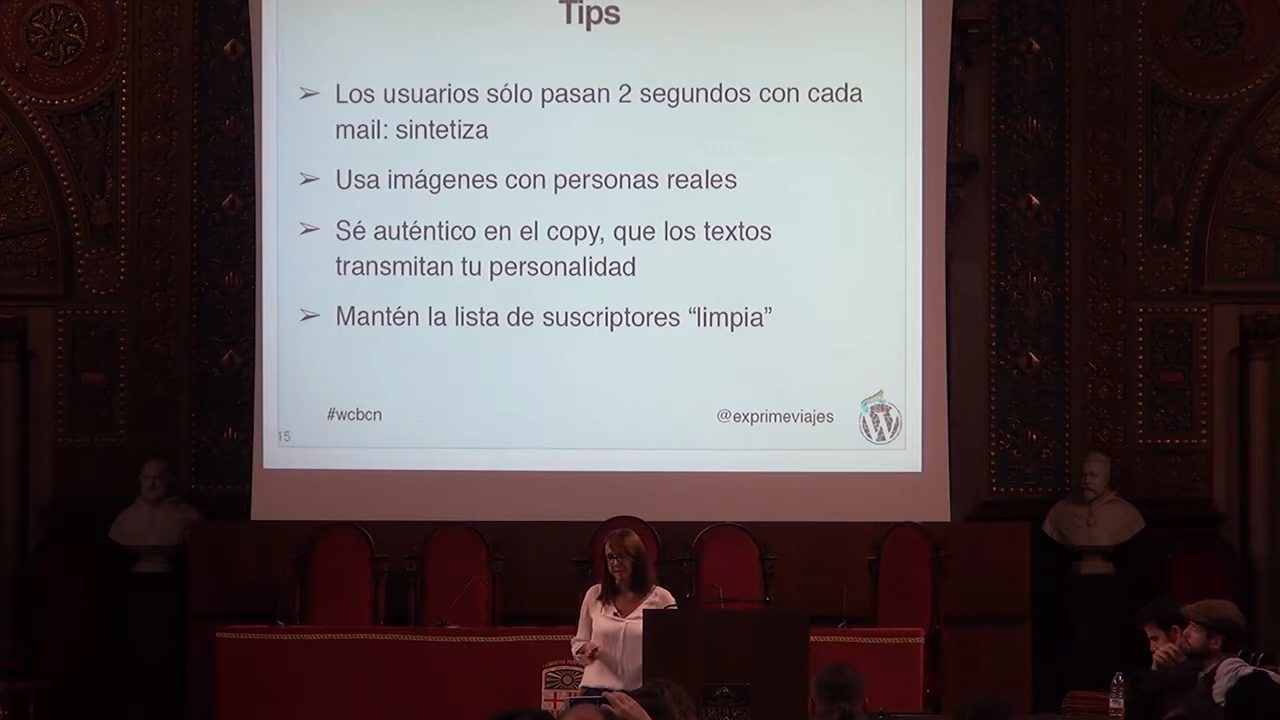 Tips
➢ Los usuarios sólo pasan 2 segundos con cada
mail: sintetiza
➢ Usa imágenes con personas reales
➢ Sé auténtico en el copy, que los textos
transmitan tu personalidad
➢ Mantén la lista de suscriptores “limpia”
#wcbcn
@exprimeviajes
15